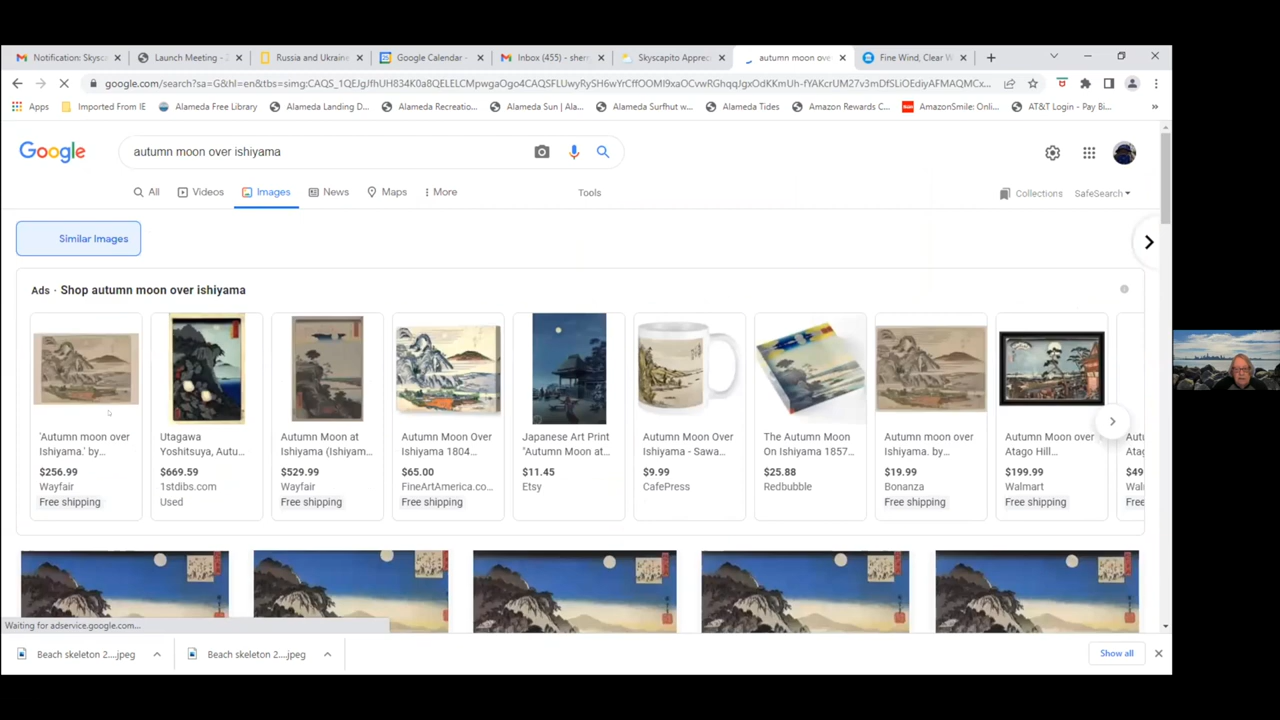 Notification: Skysc
Launch Meeting - Z
Russia and Ukraine
Google Calendar -
Inbox (455) - sherr
Skyscapito Appreci
autumn moon over
Fine Wind, Clear W
google.com/search?sa=G&hl=en&tbs=simg:
Apps
Imported From IE
Alameda Free Library
Alameda Landing D...
Alameda Recreatio...
Alameda Sun | Ala...
Alameda Surfhut w...
Alameda Tides
Amazon Rewards C...
AmazonSmile: Onli...
AT&T Login - Pay Bi...
Google
autumn moon over ishiyama
All
Videos
Images
News
Maps
More
Tools
Collections
SafeSearch
Similar Images
Ads · Shop autumn moon over ishiyama
'Autumn moon over
Ishiyama.' by...
$256.99
Wayfair
Free shipping
Utagawa
Yoshitsuya, Autu...
$669.59
1stdibs.com
Used
Autumn Moon at
Ishiyama (Ishiyam...
$529.99
Wayfair
Free shipping
Autumn Moon Over
Ishiyama 1804...
$65.00
FineArtAmerica.co...
Free shipping
Japanese Art Print
"Autumn Moon at...
$11.45
Etsy
Autumn Moon Over
Ishiyama - Sawa...
$9.99
CafePress
The Autumn Moon
On Ishiyama 1857...
$25.88
Redbubble
Autumn moon over
Ishiyama. by...
$19.99
Bonanza
Free shipping
Autumn Moon over
Atago Hill...
$199.99
Walmart
Free shipping
Autu
$49
Wal
Fre
Waiting for adservice.google.com...
Beach skeleton 2....jpeg
Beach skeleton 2....jpeg
Show all